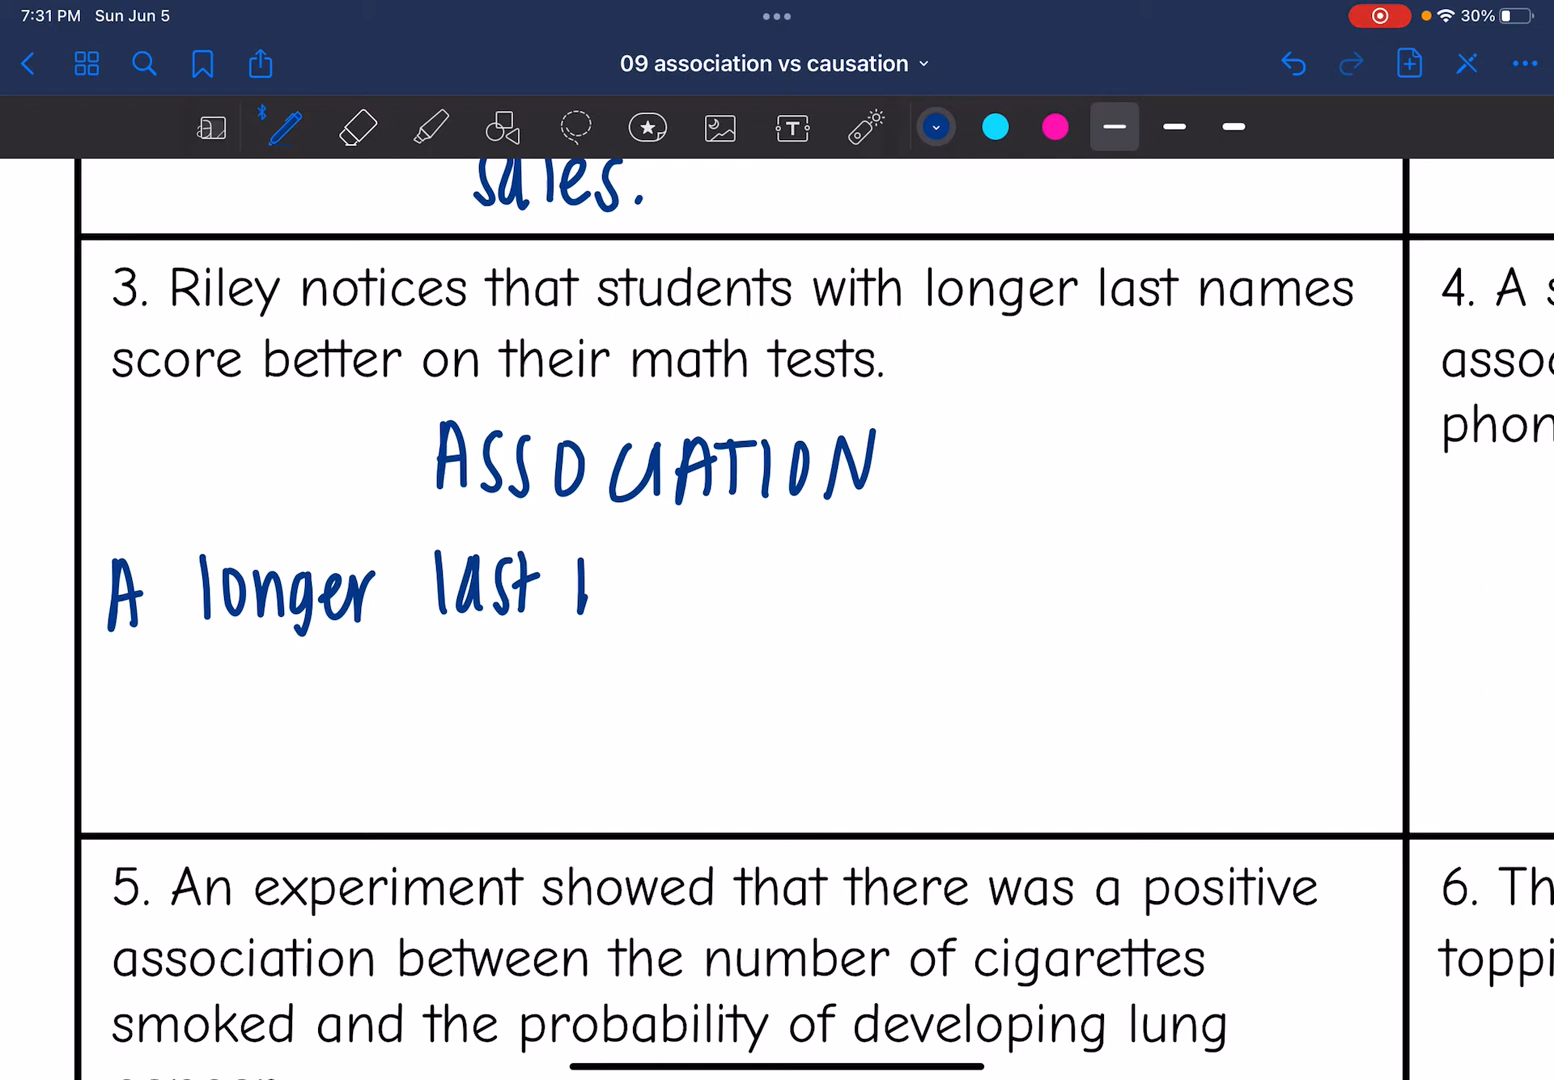 7:31 PM Sun Jun 5
30%
09 association vs causation
T
sales.
3. Riley notices that students with longer last names
score better on their math tests.
ASSOCIATION
A longer last
4. A
assoc
phon
5. An experiment showed that there was a positive
association between the number of cigarettes
smoked and the probability of developing lung
6. Th
toppi